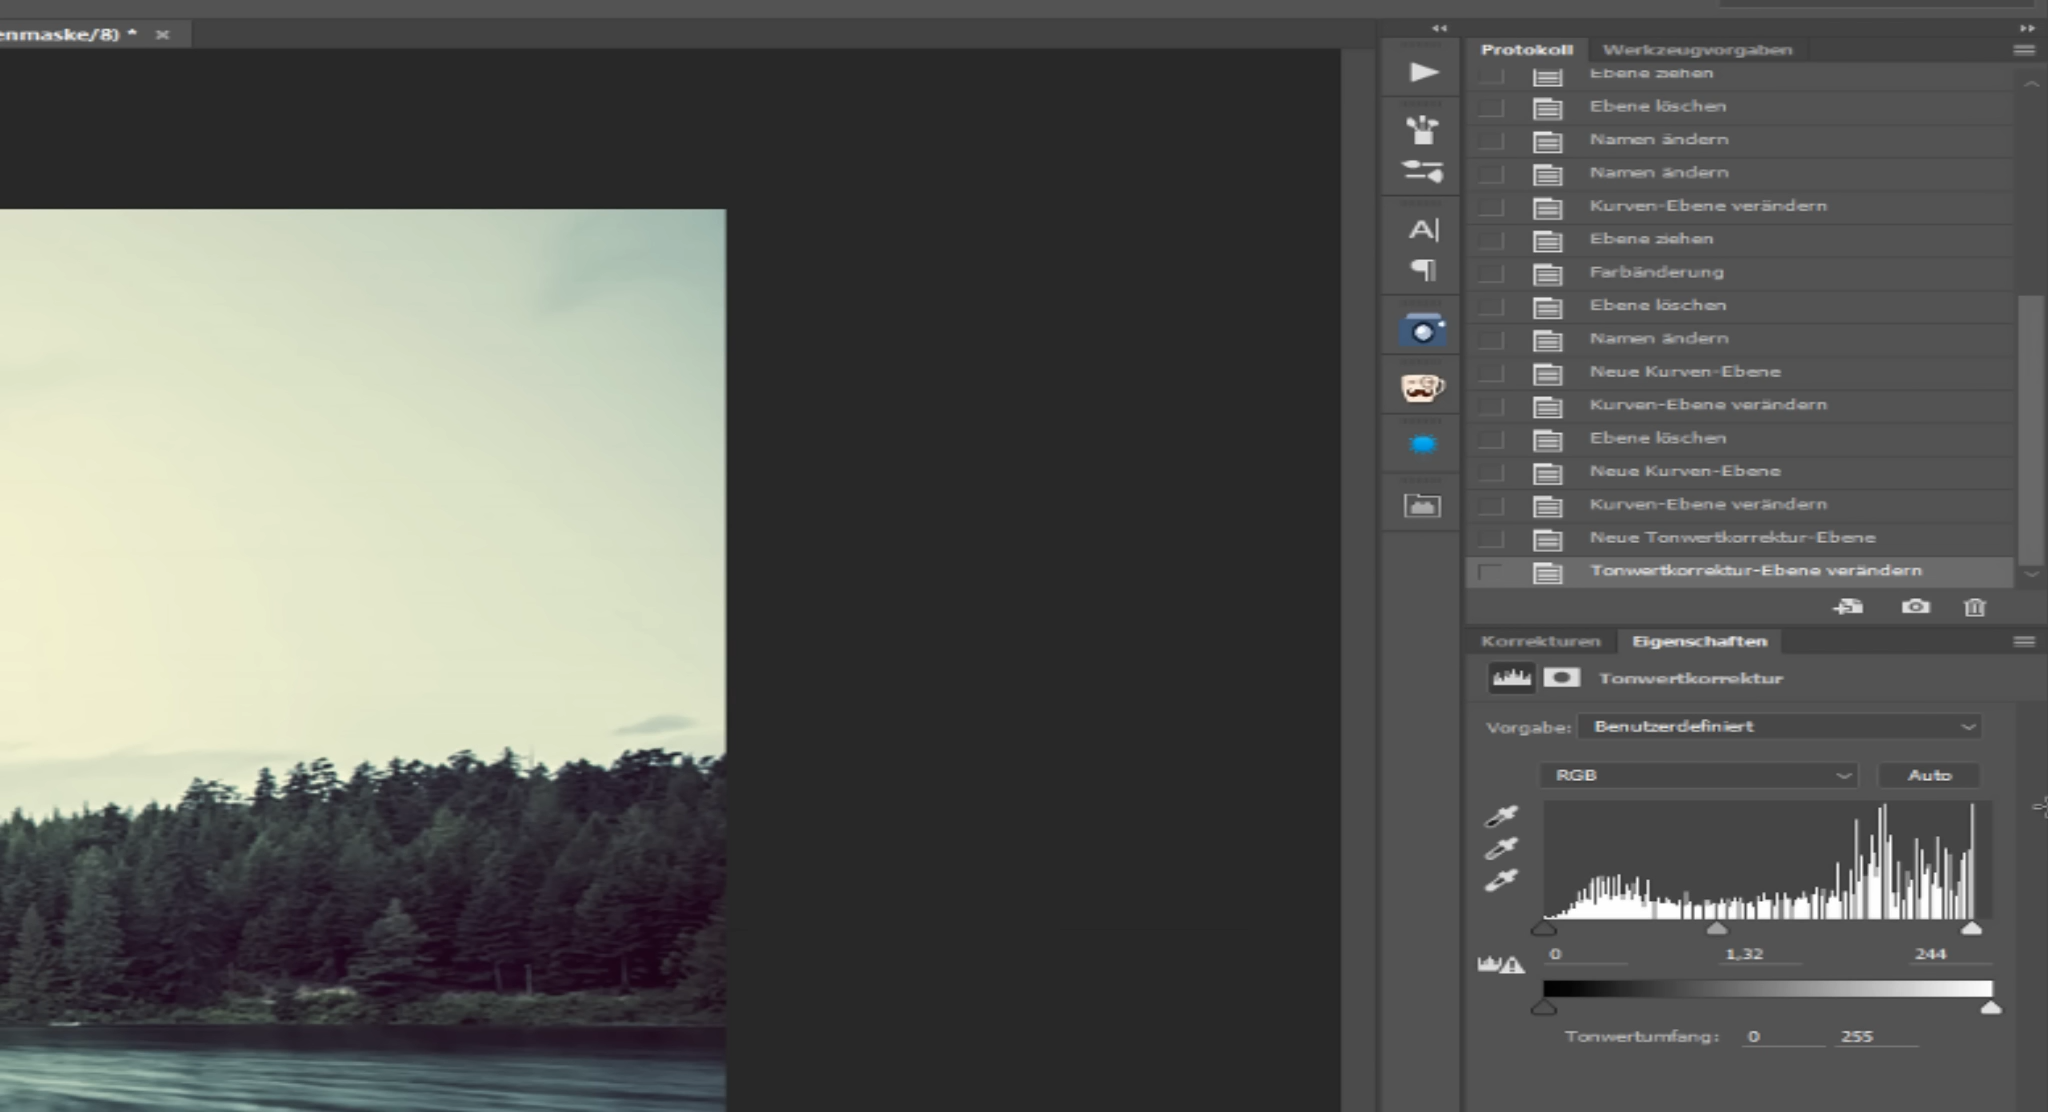 enmaske/8) * ×
Protokoll Werkzeugvorgaben
Ebene ziehen
Ebene löschen
Namen ändern
Namen ändern
Kurven-Ebene verändern
Ebene ziehen
Farbänderung
Ebene löschen
Namen ändern
Neue Kurven-Ebene
Kurven-Ebene verändern
Ebene löschen
Neue Kurven-Ebene
Kurven-Ebene verändern
Neue Tonwertkorrektur-Ebene
Tonwertkorrektur-Ebene verändern
Korrekturen Eigenschaften
Tonwertkorrektur
Vorgabe: Benutzerdefiniert
RGB Auto
0 1,32 244
Tonwertumfang: 0 255